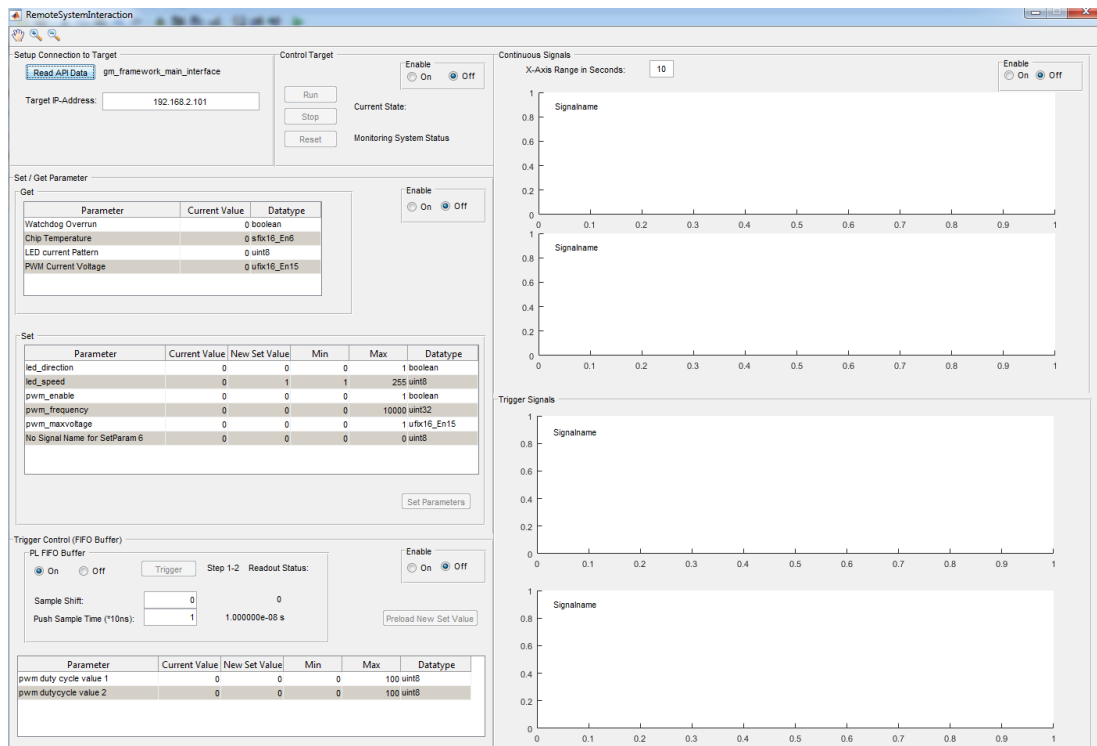 RemoteSystemInteraction
Setup Connection to Target
Read API Data gm_framework_main_interface
Target IP-Address: 192.168.2.101
Control Target
Enable
On Off
Run
Current State:
Stop
Reset Monitoring System Status
Set / Get Parameter
Enable
On Off
Get
Parameter Current Value Datatype
Watchdog Overrun 0 boolean
Chip Temperature 0 sfix16_En6
LED current Pattern 0 uint8
PWM Current Voltage 0 ufix16_En15
Set
Parameter Current Value New Set Value Min Max Datatype
led_direction 0 0 0 1 boolean
led_speed 0 1 1 255 uint8
pwm_enable 0 0 0 1 boolean
pwm_frequency 0 0 0 10000 uint32
pwm_maxvoltage 0 0 0 1 ufix16_En15
No Signal Name for SetParam 6 0 0 0 0 uint8
Set Parameters
Trigger Control (FIFO Buffer)
PL FIFO Buffer
On Off Trigger Step 1-2 Readout Status:
Sample Shift: 0 0
Push Sample Time (*10ns): 1 1.000000e-08 s
Enable
On Off
Preload New Set Value
Parameter Current Value New Set Value Min Max Datatype
pwm duty cycle value 1 0 0 0 100 uint8
pwm dutycycle value 2 0 0 0 100 uint8
Continuous Signals
X-Axis Range in Seconds: 10
Enable
On Off
Signalname
1
0.8
0.6
0.4
0.2
0
0 0.1 0.2 0.3 0.4 0.5 0.6 0.7 0.8 0.9 1
Signalname
1
0.8
0.6
0.4
0.2
0
0 0.1 0.2 0.3 0.4 0.5 0.6 0.7 0.8 0.9 1
Trigger Signals
Signalname
1
0.8
0.6
0.4
0.2
0
0 0.1 0.2 0.3 0.4 0.5 0.6 0.7 0.8 0.9 1
Signalname
1
0.8
0.6
0.4
0.2
0
0 0.1 0.2 0.3 0.4 0.5 0.6 0.7 0.8 0.9 1